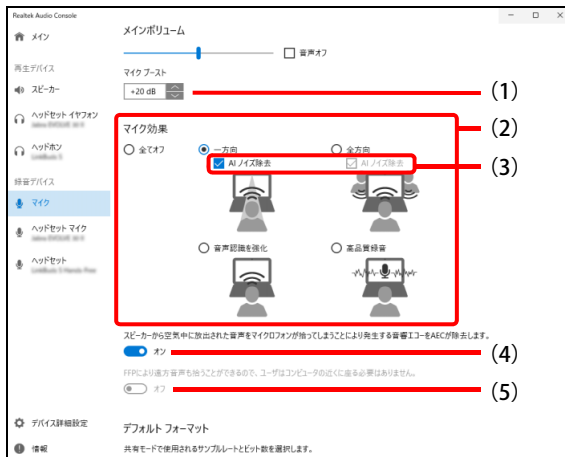 Realtek Audio Console
メイン
再生デバイス
スピーカー
ヘッドセット イヤフォン
ヘッドホン
録音デバイス
マイク
ヘッドセット マイク
ヘッドセット
デバイス詳細設定
情報
メインボリューム
音声オフ
マイク ブースト
+20 dB
(1)
マイク効果
(2)
全てオフ
一方向
全方向
AI ノイズ除去
AI ノイズ除去
(3)
音声認識を強化
高品質録音
スピーカーから空気中に放出された音声をマイクロフォンが拾ってしまうことにより発生する音響エコーをAECが除去します。
オン
(4)
FFPにより遠方音声も拾うことができるので、ユーザはコンピュータの近くに座る必要はありません。
オフ
(5)
デフォルト フォーマット
共有モードで使用されるサンプルレートとビット数を選択します。